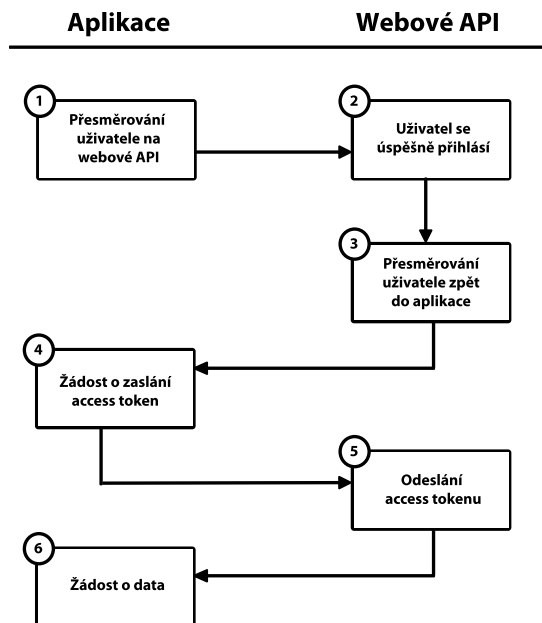 Aplikace
Webové API
1
Přesměrování
uživatele na
webové API
2
Uživatel se
úspěšně přihlásí
3
Přesměrování
uživatele zpět
do aplikace
4
Žádost o zaslání
access token
5
Odeslání
access tokenu
6
Žádost o data